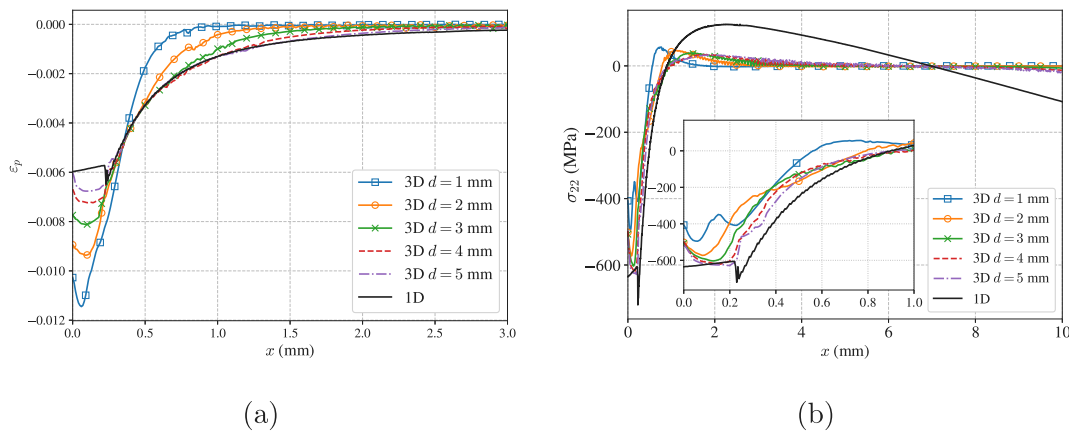 0.000
−0.002
−0.004
−0.006
−0.008
−0.010
−0.012
ε_p
0.0
0.5
1.0
1.5
2.0
2.5
3.0
x (mm)
3D d = 1 mm
3D d = 2 mm
3D d = 3 mm
3D d = 4 mm
3D d = 5 mm
1D
(a)
0
−200
−400
−600
σ_22 (MPa)
0
2
4
6
8
10
x (mm)
0
−200
−400
−600
0.0
0.2
0.4
0.6
0.8
1.0
3D d = 1 mm
3D d = 2 mm
3D d = 3 mm
3D d = 4 mm
3D d = 5 mm
1D
(b)